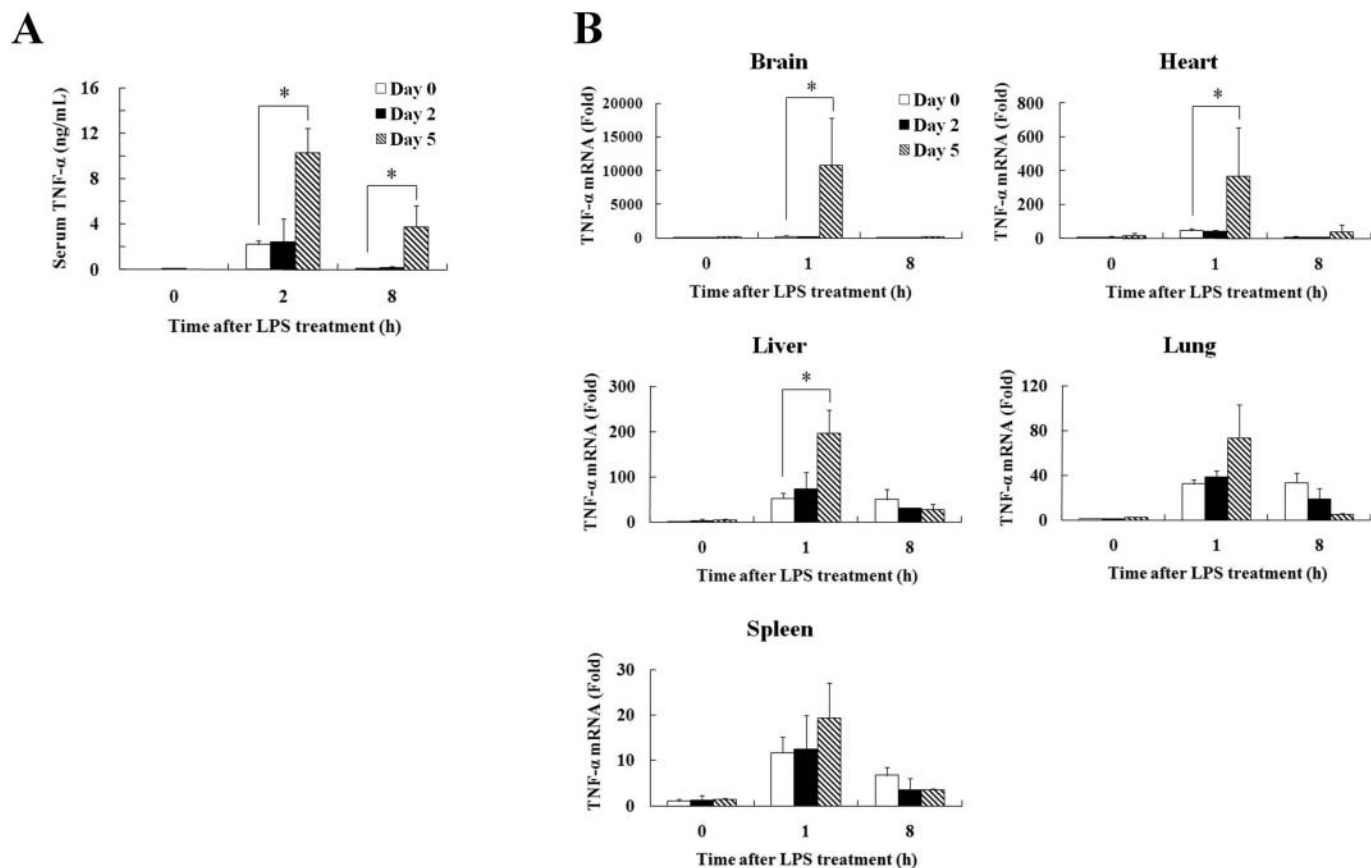 A
Serum TNF-α (ng/mL)
16
12
8
4
0
Day 0
Day 2
Day 5
*
*
0 2 8
Time after LPS treatment (h)
B
Brain
TNF-α mRNA (Fold)
20000
15000
10000
5000
0
Day 0
Day 2
Day 5
*
0 1 8
Time after LPS treatment (h)
Heart
TNF-α mRNA (Fold)
800
600
400
200
0
*
0 1 8
Time after LPS treatment (h)
Liver
TNF-α mRNA (Fold)
300
200
100
0
*
0 1 8
Time after LPS treatment (h)
Lung
TNF-α mRNA (Fold)
120
80
40
0
0 1 8
Time after LPS treatment (h)
Spleen
TNF-α mRNA (Fold)
30
20
10
0
0 1 8
Time after LPS treatment (h)